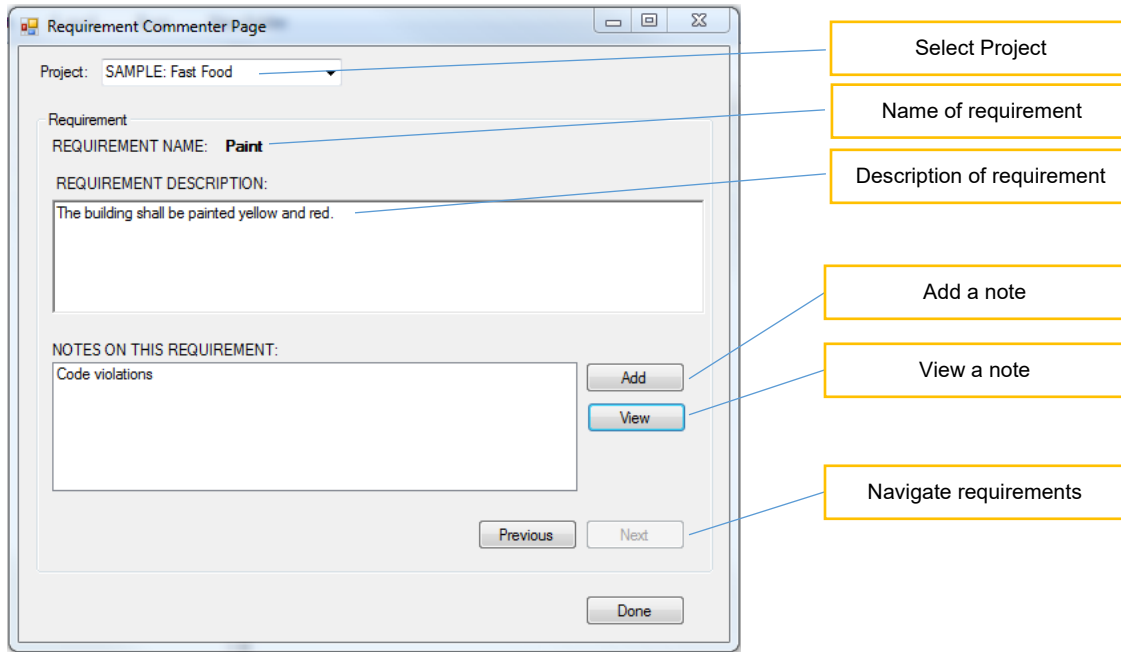 Requirement Commenter Page
Select Project
Project: SAMPLE: Fast Food
Name of requirement
Requirement
REQUIREMENT NAME: Paint
Description of requirement
REQUIREMENT DESCRIPTION:
The building shall be painted yellow and red.
Add a note
NOTES ON THIS REQUIREMENT:
Code violations
Add
View a note
View
Navigate requirements
Previous
Next
Done